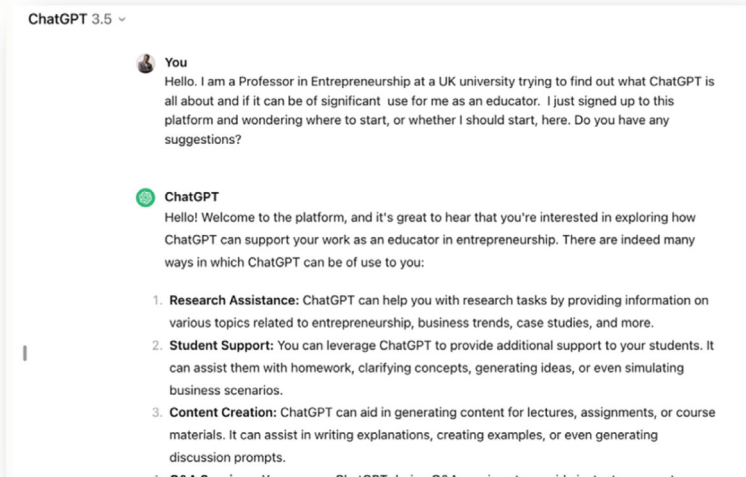 ChatGPT 3.5
You
Hello. I am a Professor in Entrepreneurship at a UK university trying to find out what ChatGPT is
all about and if it can be of significant use for me as an educator. I just signed up to this
platform and wondering where to start, or whether I should start, here. Do you have any
suggestions?
ChatGPT
Hello! Welcome to the platform, and it's great to hear that you're interested in exploring how
ChatGPT can support your work as an educator in entrepreneurship. There are indeed many
ways in which ChatGPT can be of use to you:
1. Research Assistance: ChatGPT can help you with research tasks by providing information on
various topics related to entrepreneurship, business trends, case studies, and more.
2. Student Support: You can leverage ChatGPT to provide additional support to your students. It
can assist them with homework, clarifying concepts, generating ideas, or even simulating
business scenarios.
3. Content Creation: ChatGPT can aid in generating content for lectures, assignments, or course
materials. It can assist in writing explanations, creating examples, or even generating
discussion prompts.